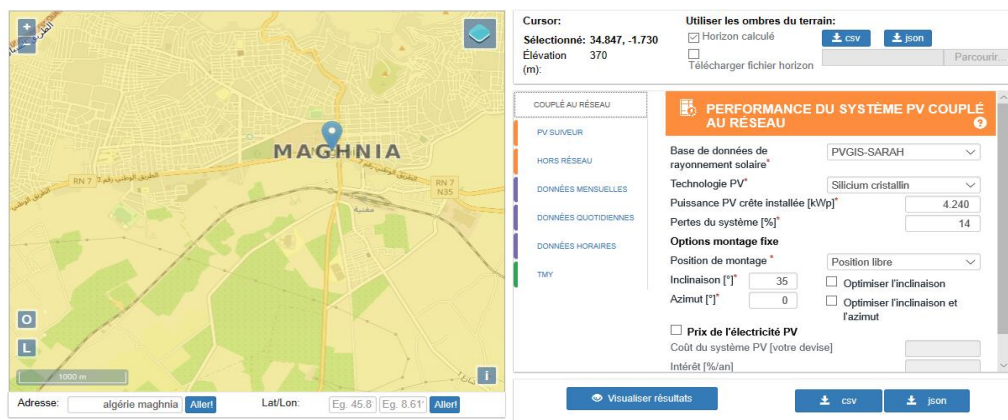 +
−
MAGHNIA
RN 7 الطريق الوطني رقم 7
RN 7
N35
مغنية
O
L
1000 m
i
Adresse: algérie maghnia Aller! Lat/Lon: Eg. 45.8 Eg. 8.61 Aller!
Cursor:
Sélectionné: 34.847, -1.730
Élévation (m): 370
Utiliser les ombres du terrain:
Horizon calculé csv json
Télécharger fichier horizon Parcourir...
COUPLÉ AU RÉSEAU
PV SUIVEUR
HORS RÉSEAU
DONNÉES MENSUELLES
DONNÉES QUOTIDIENNES
DONNÉES HORAIRES
TMY
PERFORMANCE DU SYSTÈME PV COUPLÉ
AU RÉSEAU ?
Base de données de
rayonnement solaire* PVGIS-SARAH
Technologie PV* Silicium cristallin
Puissance PV crête installée [kWp]* 4.240
Pertes du système [%]* 14
Options montage fixe
Position de montage * Position libre
Inclinaison [°]* 35 Optimiser l'inclinaison
Azimut [°]* 0 Optimiser l'inclinaison et
l'azimut
Prix de l'électricité PV
Coût du système PV [votre devise]
Intérêt [%/an]
Visualiser résultats csv json